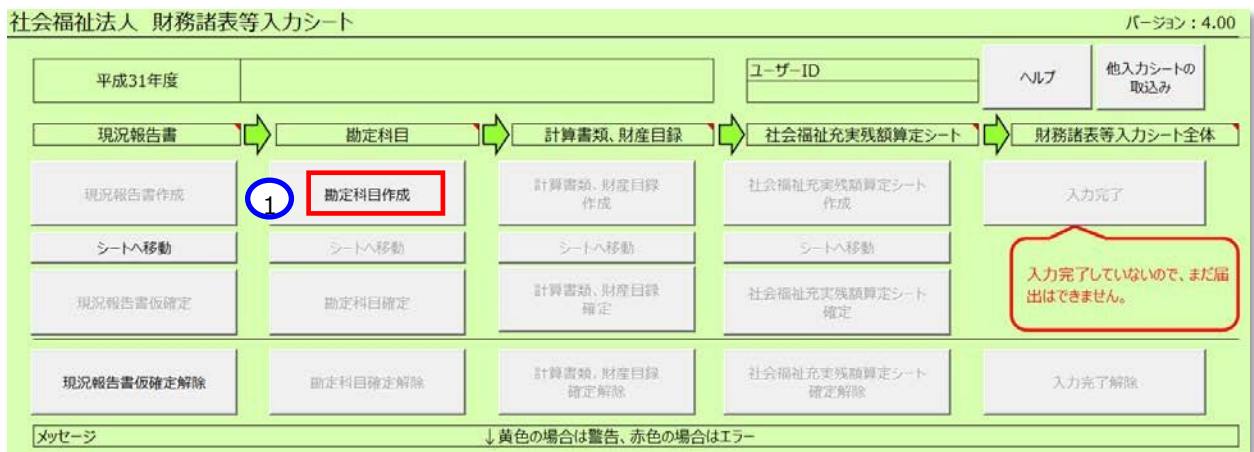 社会福祉法人 財務諸表等入力シート
バージョン：4.00
平成31年度
ユーザーID
ヘルプ
他入力シートの
取込み
現況報告書
勘定科目
計算書類、財産目録
社会福祉充実残額算定シート
財務諸表等入力シート全体
現況報告書作成
1
勘定科目作成
計算書類、財産目録
作成
社会福祉充実残額算定シート
作成
入力完了
シートへ移動
シートへ移動
シートへ移動
シートへ移動
入力完了していないので、まだ届
出はできません。
現況報告書仮確定
勘定科目確定
計算書類、財産目録
確定
社会福祉充実残額算定シート
確定
現況報告書仮確定解除
勘定科目確定解除
計算書類、財産目録
確定解除
社会福祉充実残額算定シート
確定解除
入力完了解除
メッセージ
↓黄色の場合は警告、赤色の場合はエラー